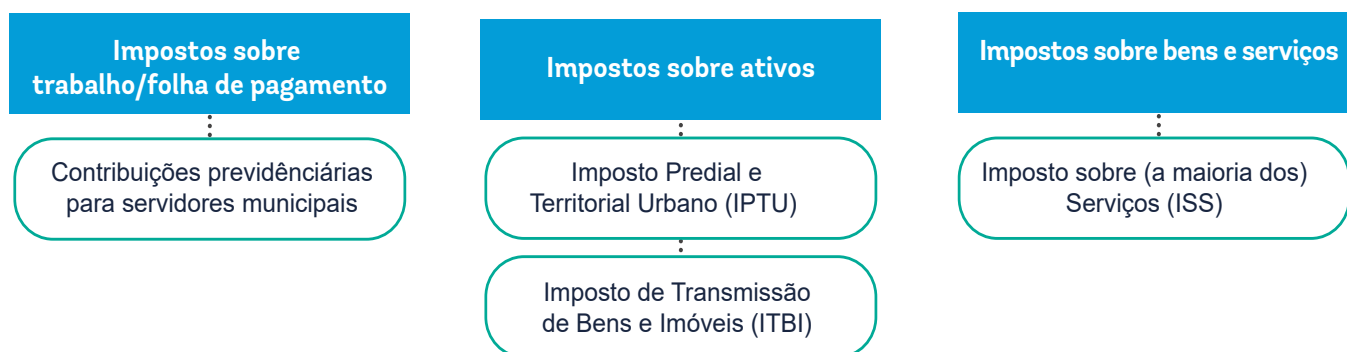 Impostos sobre
trabalho/folha de pagamento
Contribuições previdênciárias
para servidores municipais
Impostos sobre ativos
Imposto Predial e
Territorial Urbano (IPTU)
Imposto de Transmissão
de Bens e Imóveis (ITBI)
Impostos sobre bens e serviços
Imposto sobre (a maioria dos)
Serviços (ISS)